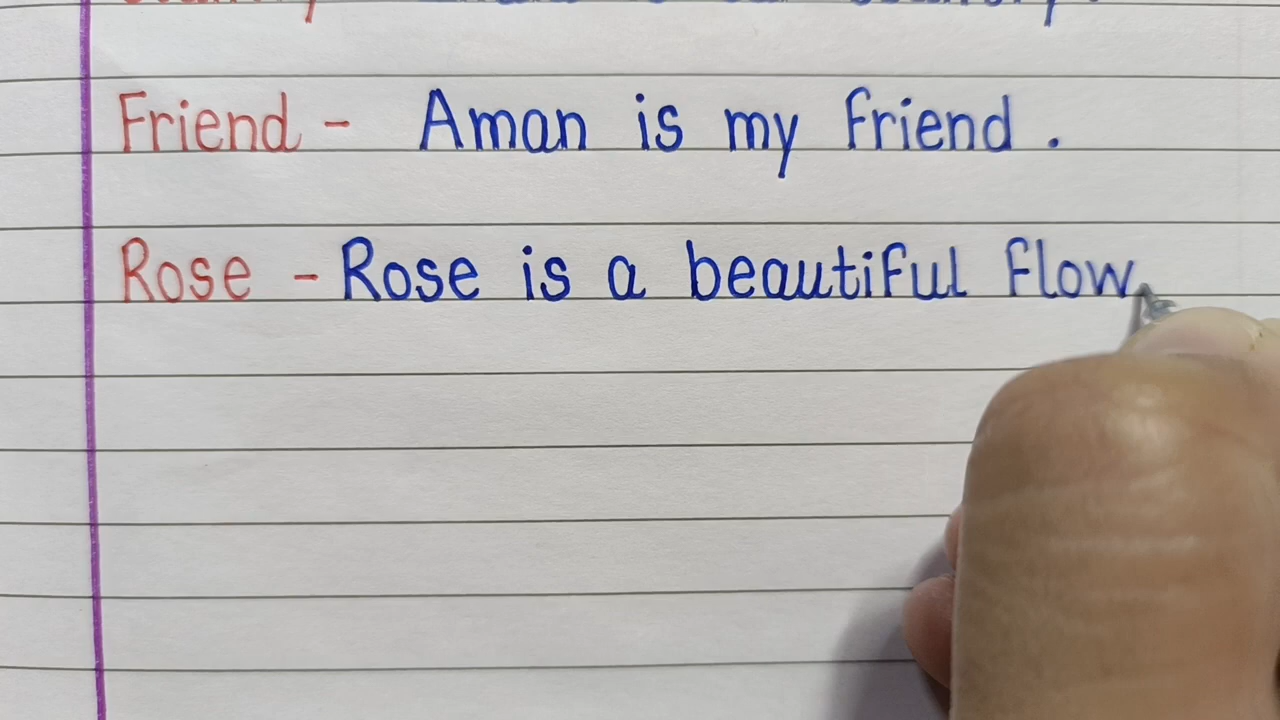 Friend - Aman is my friend .
Rose - Rose is a beautiful flow